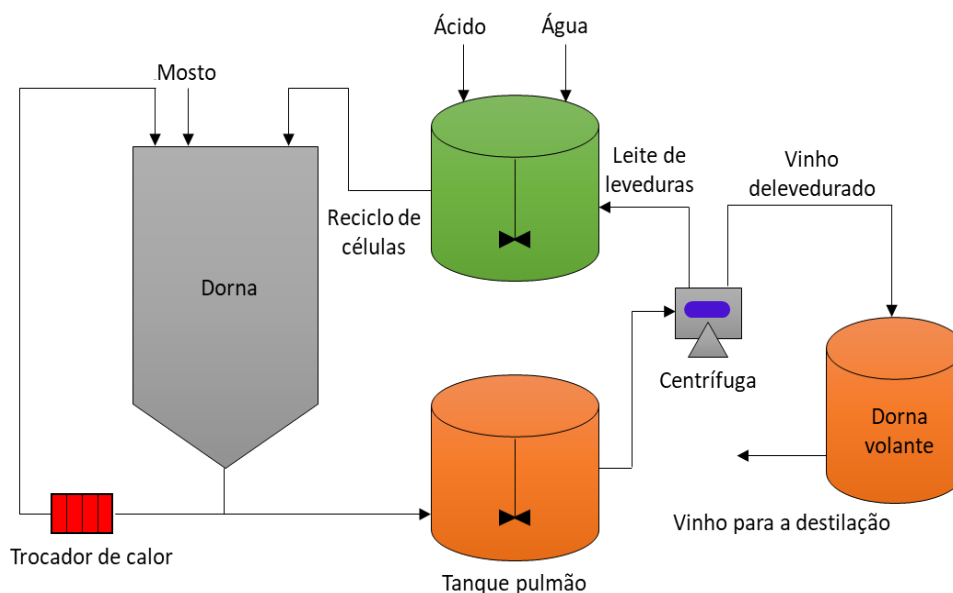 Ácido
Água
Mosto
Leite de
leveduras
Vinho
delevedurado
Reciclo de
células
Dorna
Centrífuga
Dorna
volante
Vinho para a destilação
Trocador de calor
Tanque pulmão